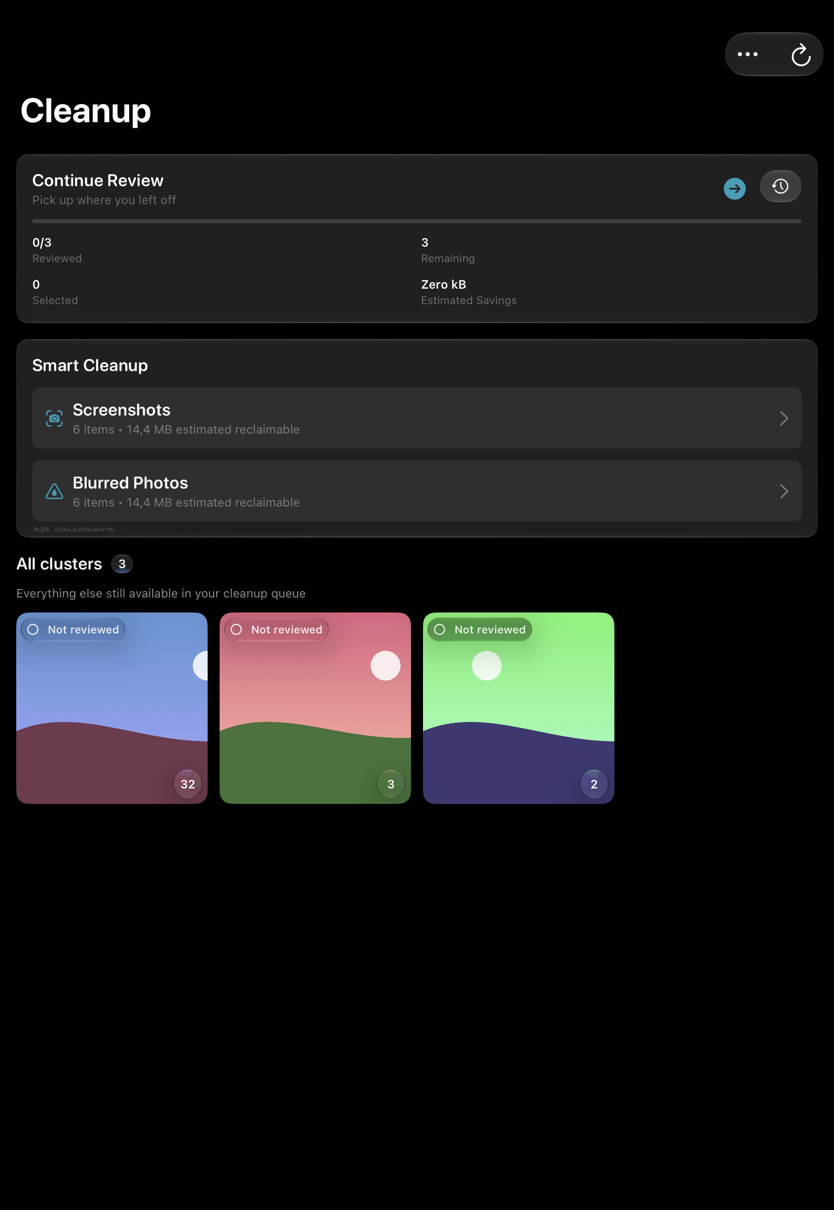 Cleanup
Continue Review
Pick up where you left off
0/3
Reviewed
3
Remaining
0
Selected
Zero kB
Estimated Savings
Smart Cleanup
Screenshots
6 items • 14,4 MB estimated reclaimable
Blurred Photos
6 items • 14,4 MB estimated reclaimable
All clusters
All clusters 3
Everything else still available in your cleanup queue
Not reviewed
Not reviewed
Not reviewed
32
3
2